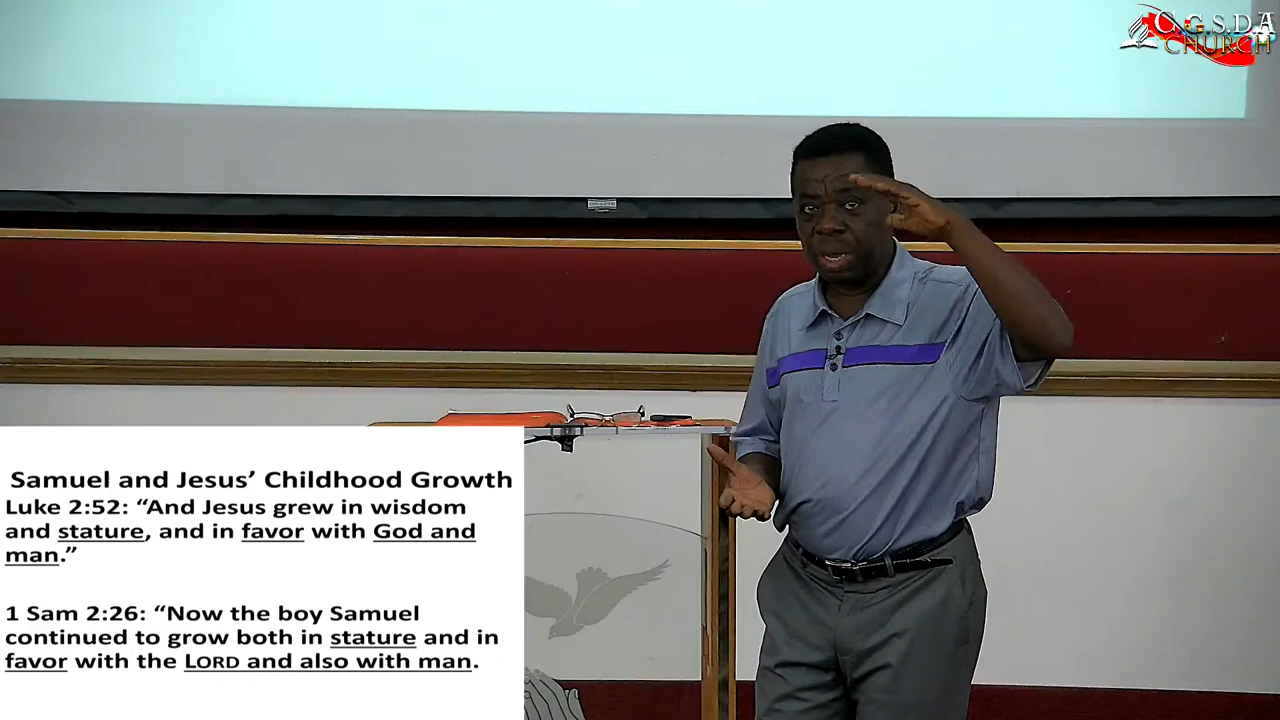 C.G.S.D.A
CHURCH
Samuel and Jesus’ Childhood Growth
Luke 2:52: “And Jesus grew in wisdom
and stature, and in favor with God and
man.”
1 Sam 2:26: “Now the boy Samuel
continued to grow both in stature and in
favor with the LORD and also with man.